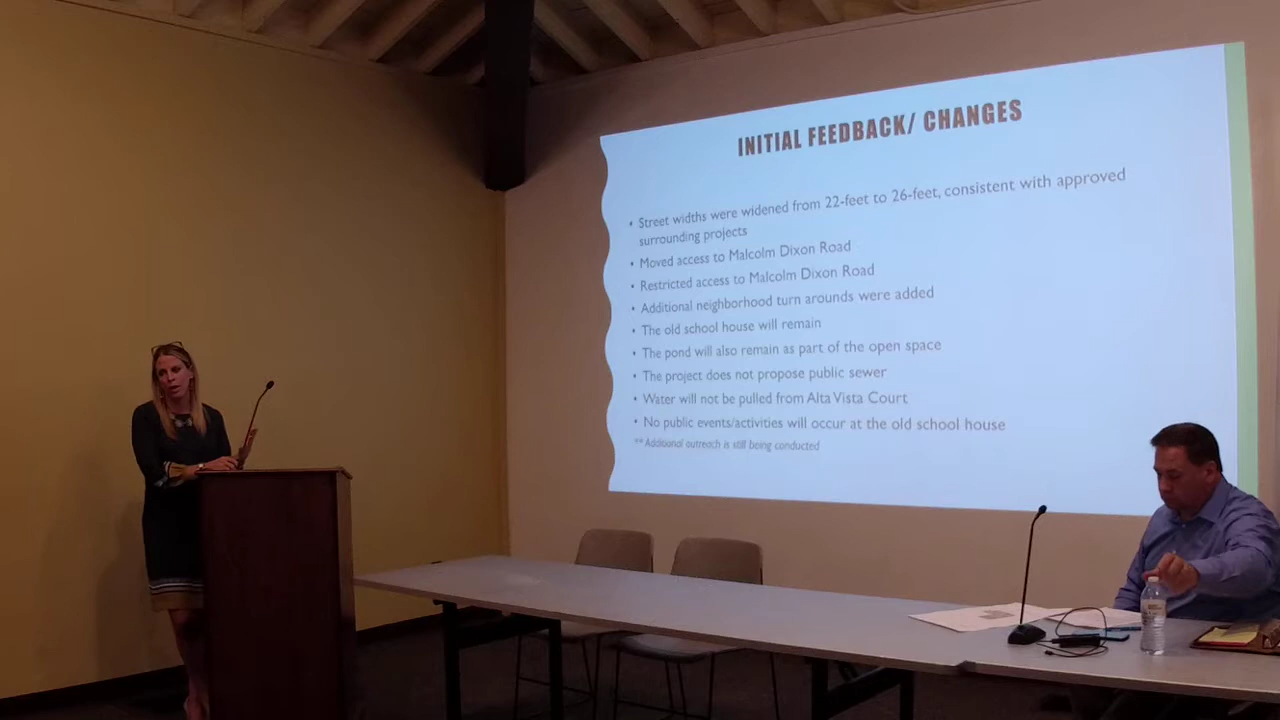 INITIAL FEEDBACK/ CHANGES
• Street widths were widened from 22-feet to 26-feet, consistent with approved
surrounding projects
• Moved access to Malcolm Dixon Road
• Restricted access to Malcolm Dixon Road
• Additional neighborhood turn arounds were added
• The old school house will remain
• The pond will also remain as part of the open space
• The project does not propose public sewer
• Water will not be pulled from Alta Vista Court
• No public events/activities will occur at the old school house
** Additional outreach is still being conducted